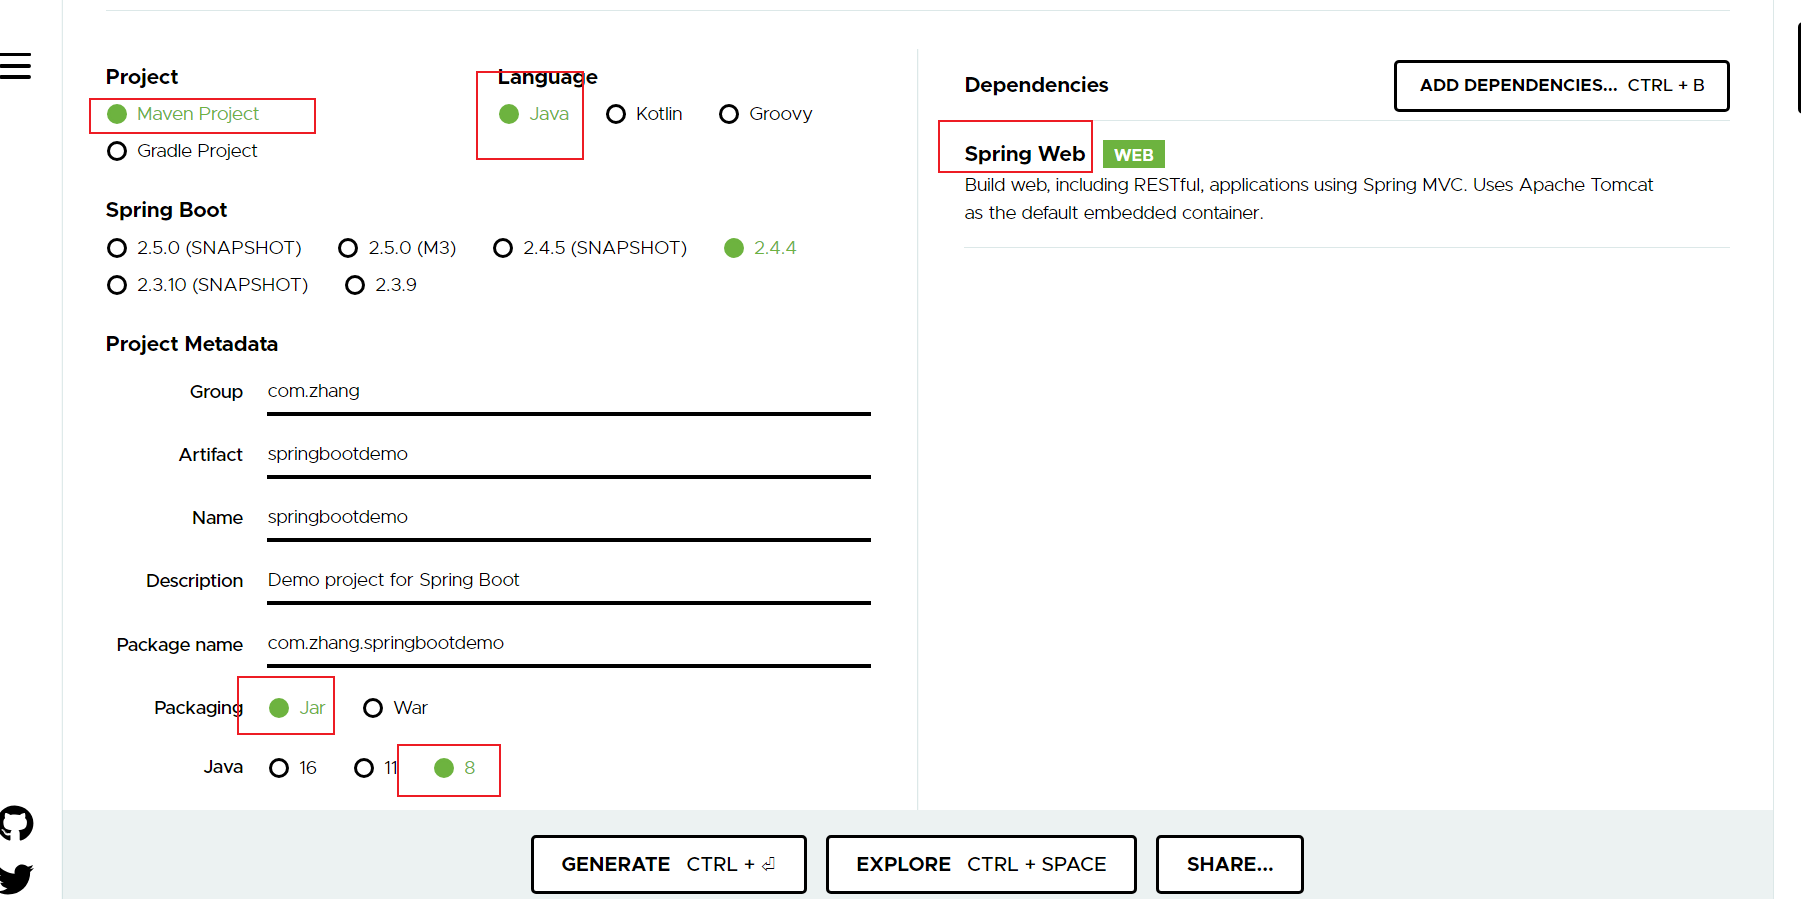 Project
Maven Project
Gradle Project
Language
Java Kotlin Groovy
Spring Boot
2.5.0 (SNAPSHOT) 2.5.0 (M3) 2.4.5 (SNAPSHOT) 2.4.4
2.3.10 (SNAPSHOT) 2.3.9
Project Metadata
Group com.zhang
Artifact springbootdemo
Name springbootdemo
Description Demo project for Spring Boot
Package name com.zhang.springbootdemo
Packaging Jar War
Java 16 11 8
Dependencies
ADD DEPENDENCIES... CTRL + B
Spring Web WEB
Build web, including RESTful, applications using Spring MVC. Uses Apache Tomcat
as the default embedded container.
GENERATE CTRL + ⏎
EXPLORE CTRL + SPACE
SHARE...